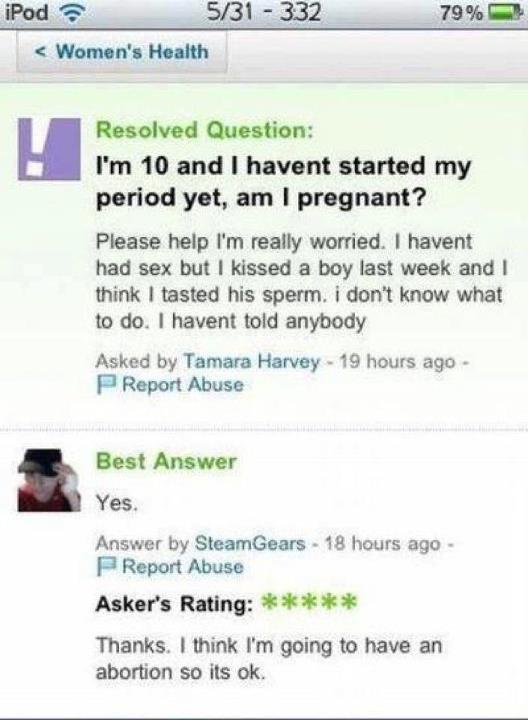 iPod 5/31 - 332 79%
< Women's Health
Resolved Question:
I'm 10 and I havent started my
period yet, am I pregnant?
Please help I'm really worried. I havent
had sex but I kissed a boy last week and I
think I tasted his sperm. i don't know what
to do. I havent told anybody
Asked by Tamara Harvey - 19 hours ago -
Report Abuse
Best Answer
Yes.
Answer by SteamGears - 18 hours ago -
Report Abuse
Asker's Rating: *****
Thanks. I think I'm going to have an
abortion so its ok.